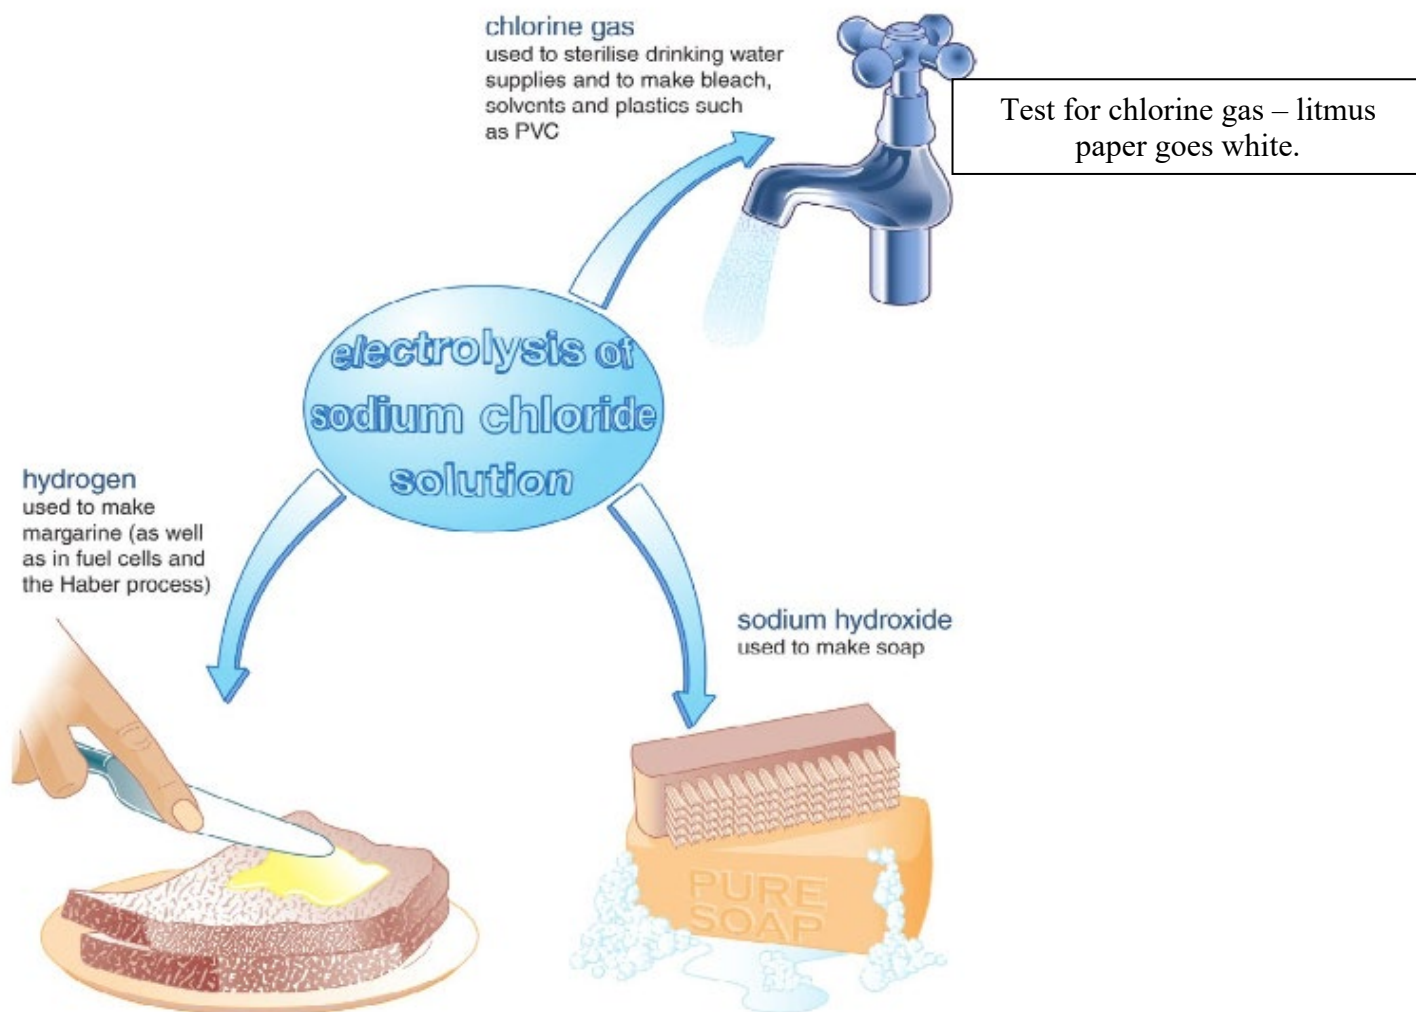 chlorine gas
used to sterilise drinking water
supplies and to make bleach,
solvents and plastics such
as PVC
Test for chlorine gas – litmus
paper goes white.
electrolysis of
sodium chloride
solution
hydrogen
used to make
margarine (as well
as in fuel cells and
the Haber process)
sodium hydroxide
used to make soap
PURE
SOAP